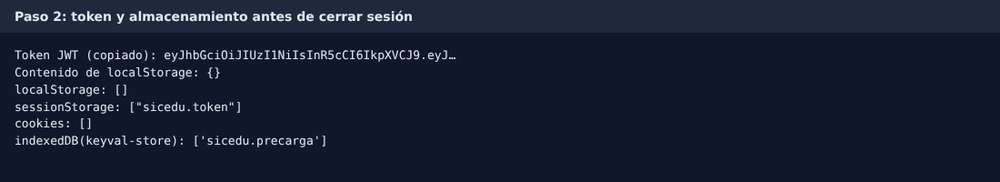 Paso 2: token y almacenamiento antes de cerrar sesión
Token JWT (copiado): eyJhbGciOiJIUzI1NiIsInR5cCI6IkpXVCJ9.eyJ…
Contenido de localStorage: {}
localStorage: []
sessionStorage: ["sicedu.token"]
cookies: []
indexedDB(keyval-store): ['sicedu.precarga']